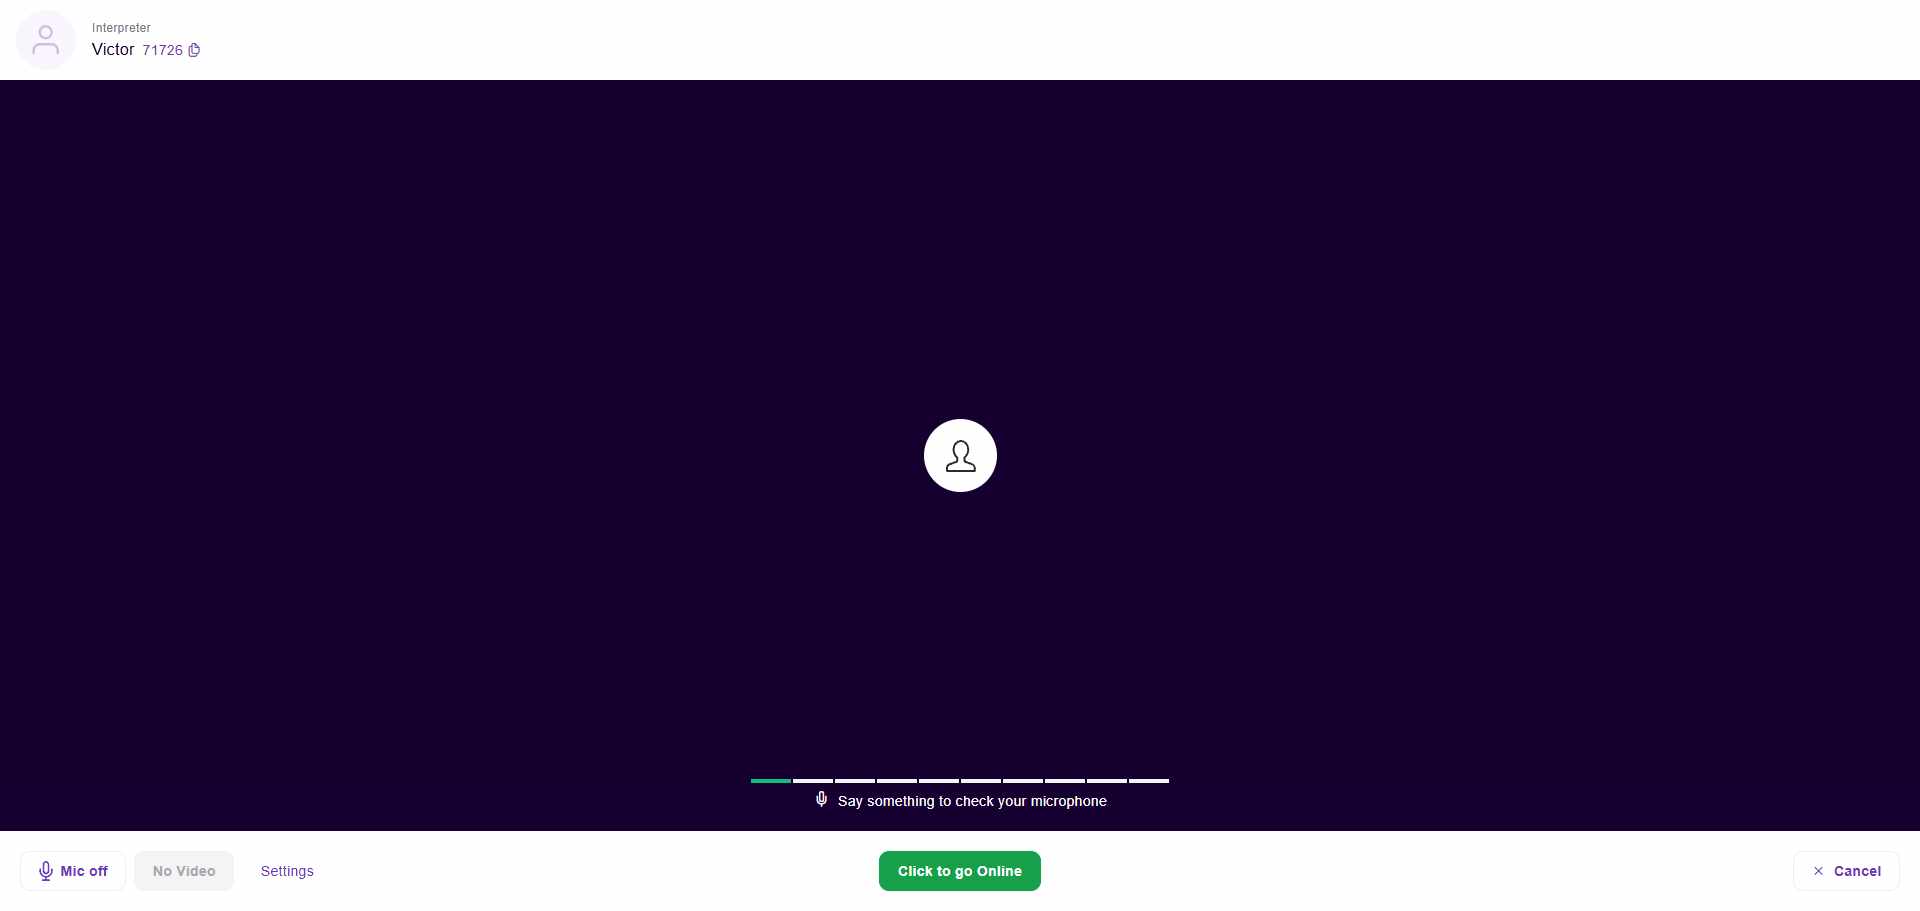 Interpreter
Victor 71726
Say something to check your microphone
Mic off No Video Settings Click to go Online Cancel